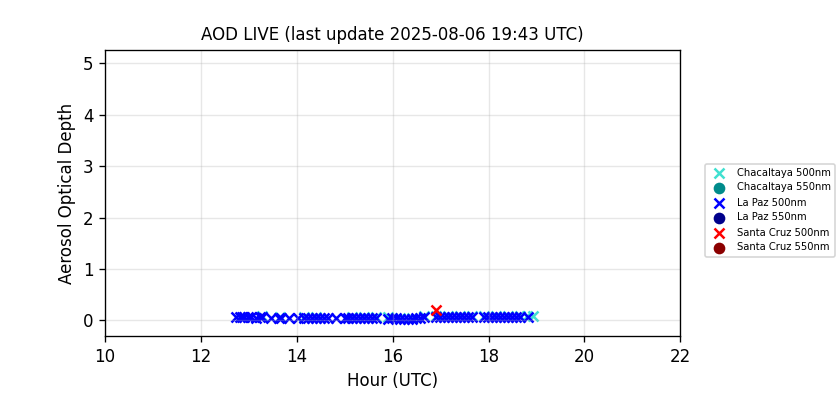 AOD LIVE (last update 2025-08-06 19:43 UTC)
Aerosol Optical Depth
5
4
3
2
1
0
10 12 14 16 18 20 22
Hour (UTC)
Chacaltaya 500nm
Chacaltaya 550nm
La Paz 500nm
La Paz 550nm
Santa Cruz 500nm
Santa Cruz 550nm